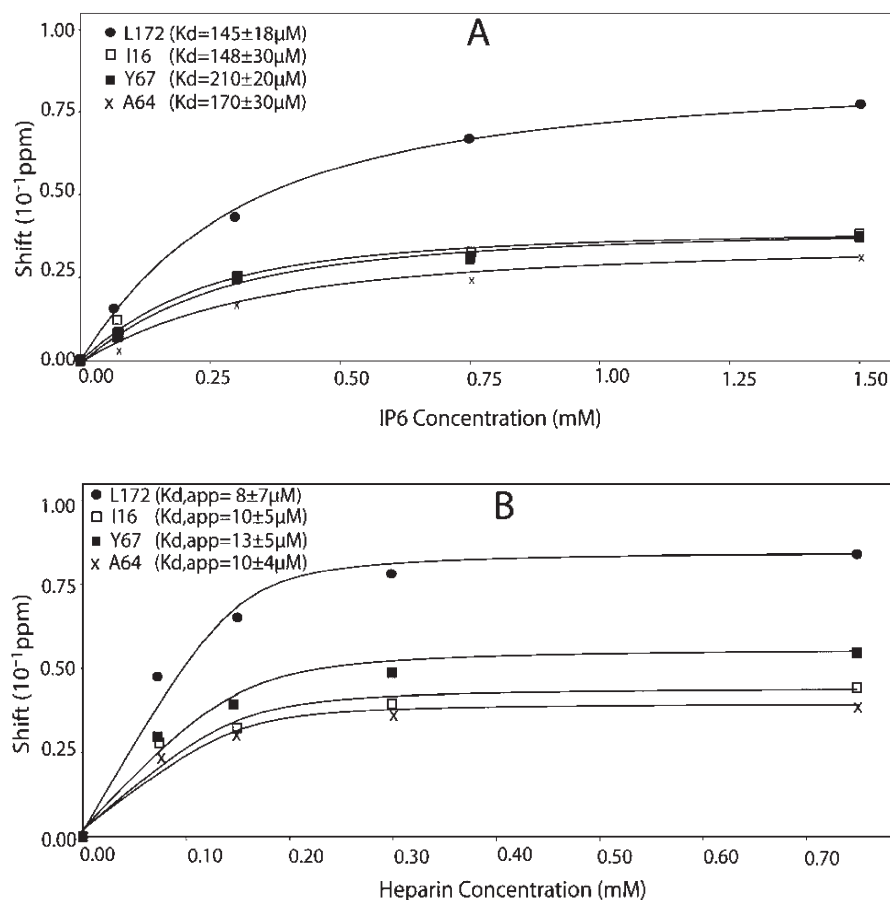 A
1.00
● L172 (Kd=145±18µM)
□ I16 (Kd=148±30µM)
■ Y67 (Kd=210±20µM)
x A64 (Kd=170±30µM)
0.75
0.50
0.25
0.00
Shift (10⁻¹ppm)
0.00 0.25 0.50 0.75 1.00 1.25 1.50
IP6 Concentration (mM)
B
1.00
● L172 (Kd,app= 8±7µM)
□ I16 (Kd,app=10±5µM)
■ Y67 (Kd,app=13±5µM)
× A64 (Kd,app=10±4µM)
0.75
0.50
0.25
0.00
Shift (10⁻¹ppm)
0.00 0.10 0.20 0.30 0.40 0.50 0.60 0.70
Heparin Concentration (mM)